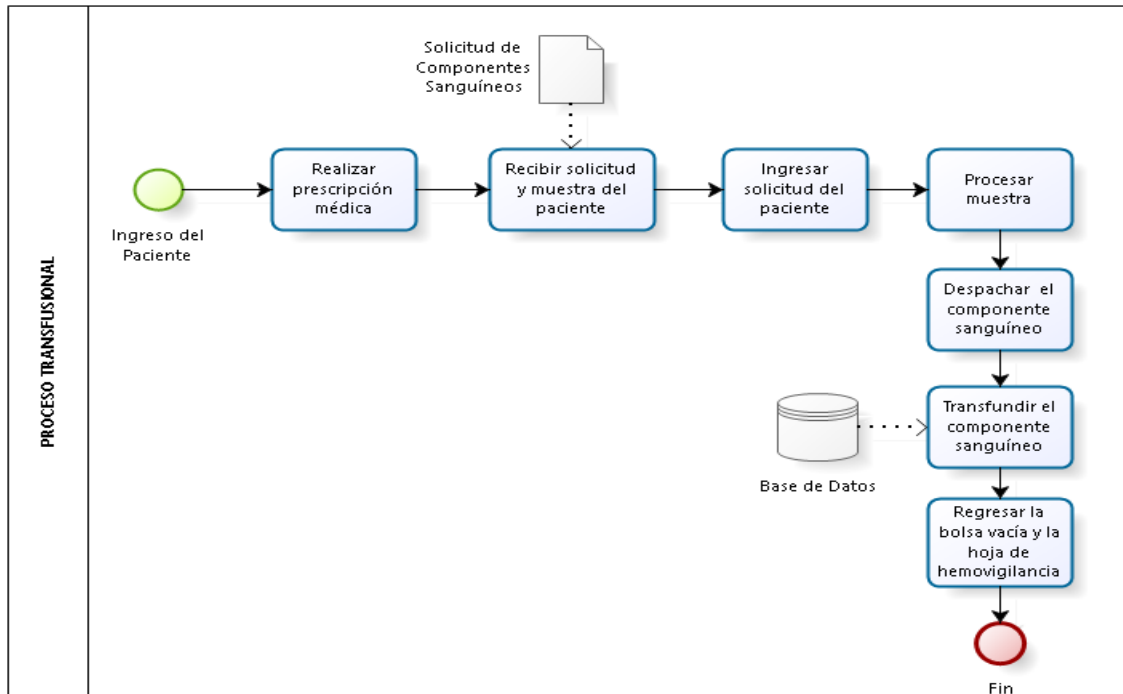 PROCESO TRANSFUSIONAL
Solicitud de
Componentes
Sanguíneos
Ingreso del
Paciente
Realizar
prescripción
médica
Recibir solicitud
y muestra del
paciente
Ingresar
solicitud del
paciente
Procesar
muestra
Despachar el
componente
sanguíneo
Base de Datos
Transfundir el
componente
sanguíneo
Regresar la
bolsa vacía y la
hoja de
hemovigilancia
Fin